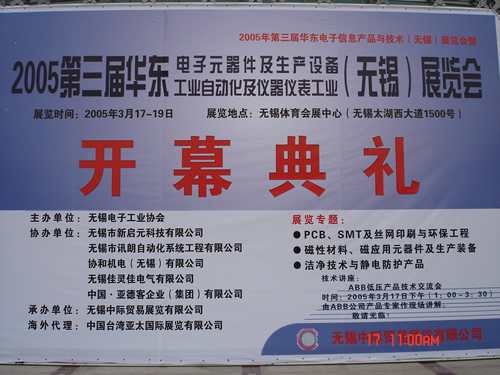 2005年第三届华东电子信息产品与技术（无锡）展览会暨
2005第三届华东 电子元器件及生产设备 工业自动化及仪器仪表工业 （无锡）展览会
展览时间：2005年3月17-19日 展览地点：无锡体育会展中心（无锡太湖西大道1500号）
开幕典礼
主办单位：无锡电子工业协会
协办单位：无锡市新启元科技有限公司
无锡市讯朗自动化系统工程有限公司
协和机电（无锡）有限公司
无锡佳灵佳电气有限公司
中国·亚德客企业（集团）有限公司
承办单位：无锡中际贸易展览有限公司
海外代理：中国台湾亚太国际展览有限公司
展览专题：
●PCB、SMT及丝网印刷与环保工程
●磁性材料、磁应用元器件及生产装备
●洁净技术与静电防护产品
技术讲座：
ABB低压产品技术交流会
时间：2005年3月17日下午（1：00-3：30）
由ABB公司产品专家作现场讲解。
敬请光临！
无锡中际贸易展览有限公司
17 11:00AM